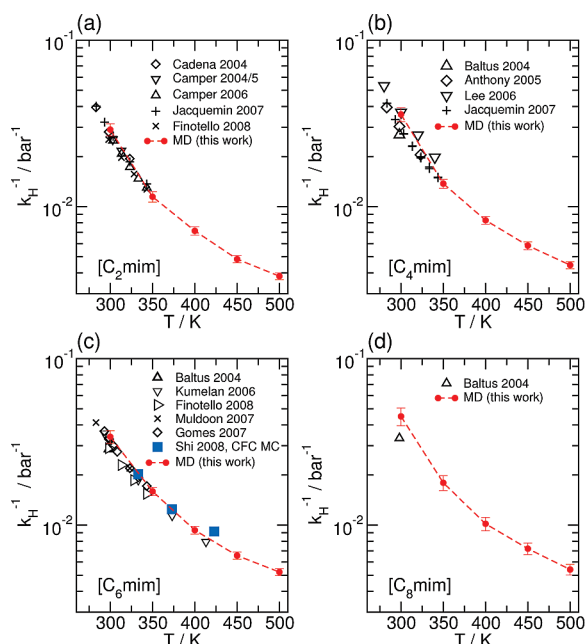 (a)
10⁻¹
Cadena 2004
Camper 2004/5
Camper 2006
Jacquemin 2007
Finotello 2008
MD (this work)
k_H⁻¹ / bar⁻¹
10⁻²
[C₂mim]
300 350 400 450 500
T / K
(b)
10⁻¹
Baltus 2004
Anthony 2005
Lee 2006
Jacquemin 2007
MD (this work)
k_H⁻¹ / bar⁻¹
10⁻²
[C₄mim]
300 350 400 450 500
T / K
(c)
10⁻¹
Baltus 2004
Kumelan 2006
Finotello 2008
Muldoon 2007
Gomes 2007
Shi 2008, CFC MC
MD (this work)
k_H⁻¹ / bar⁻¹
10⁻²
[C₆mim]
300 350 400 450 500
T / K
(d)
10⁻¹
Baltus 2004
MD (this work)
k_H⁻¹ / bar⁻¹
10⁻²
[C₈mim]
300 350 400 450 500
T / K